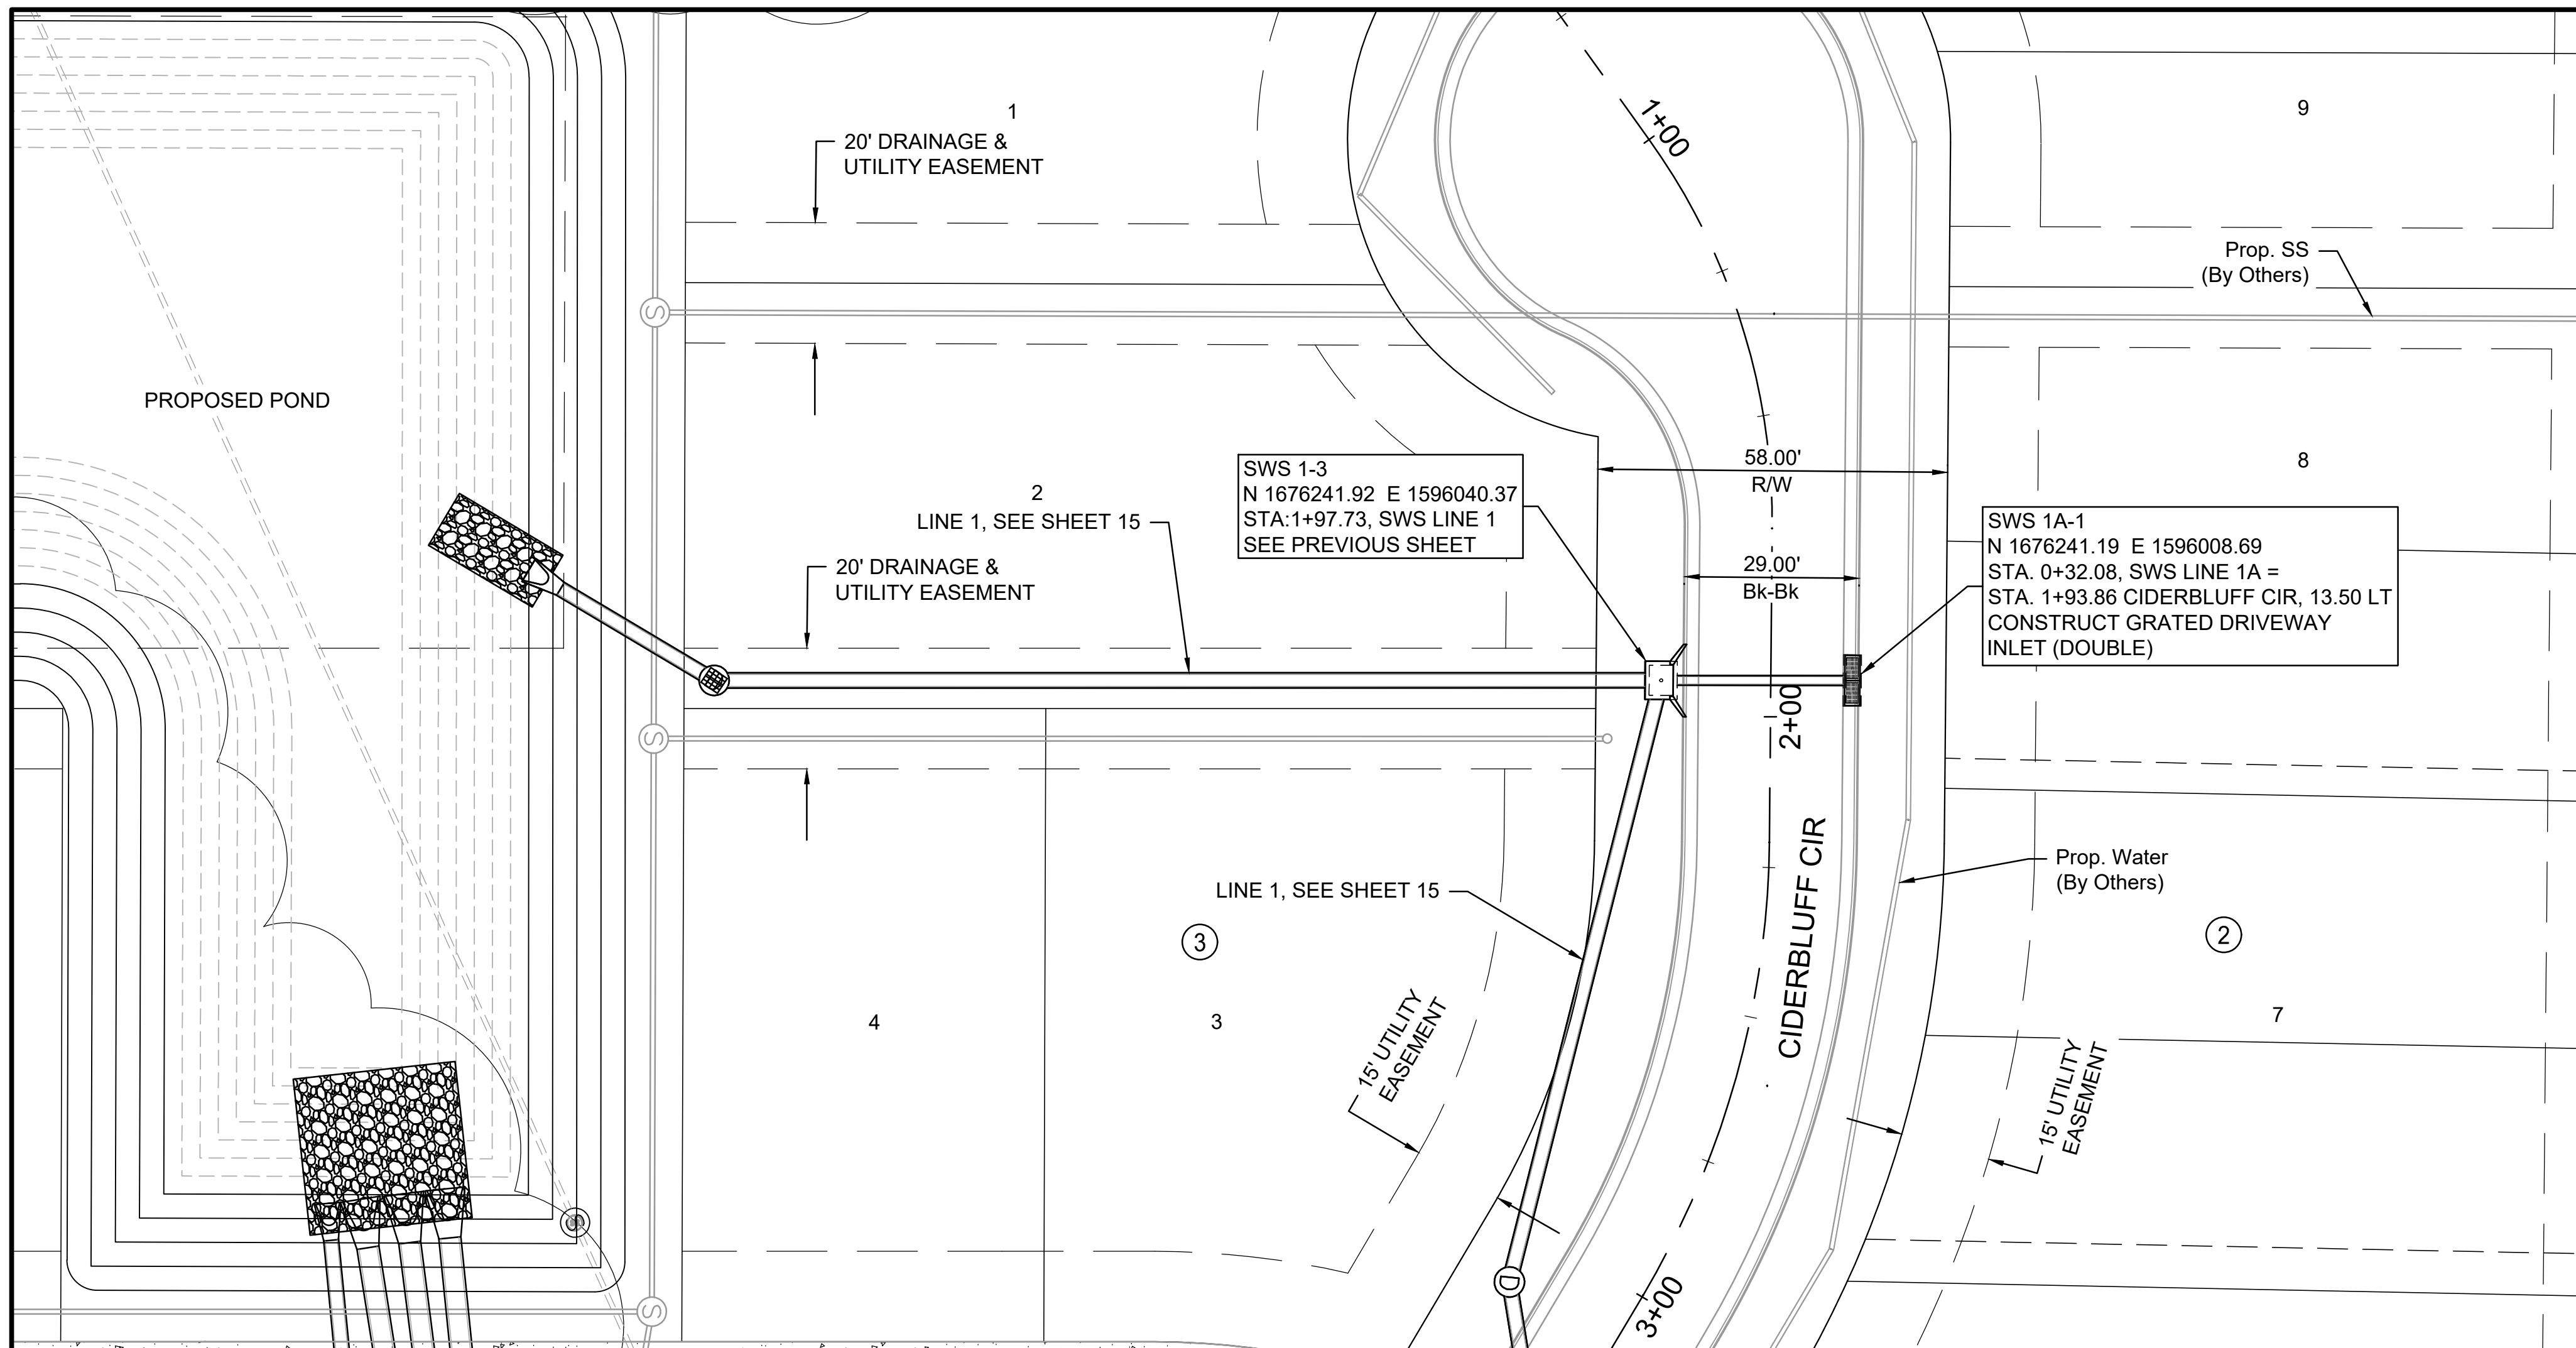 1
20' DRAINAGE &
UTILITY EASEMENT
1+00
9
Prop. SS
(By Others)
S
PROPOSED POND
2
LINE 1, SEE SHEET 15
SWS 1-3
N 1676241.92 E 1596040.37
STA:1+97.73, SWS LINE 1
SEE PREVIOUS SHEET
58.00'
R/W
8
29.00'
Bk-Bk
SWS 1A-1
N 1676241.19 E 1596008.69
STA. 0+32.08, SWS LINE 1A =
STA. 1+93.86 CIDERBLUFF CIR, 13.50 LT
CONSTRUCT GRATED DRIVEWAY
INLET (DOUBLE)
20' DRAINAGE &
UTILITY EASEMENT
2+00
S
CIDERBLUFF CIR
Prop. Water
(By Others)
LINE 1, SEE SHEET 15
3
2
4
3
7
15' UTILITY
EASEMENT
15' UTILITY
EASEMENT
D
3+00
S